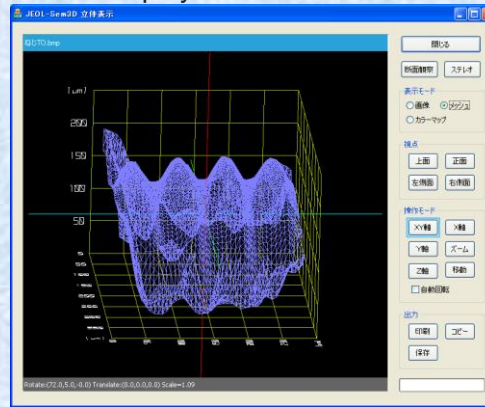 JEOL-Sem3D 立体表示
閉じる
断面観察 ステレオ
表示モード
画像 メッシュ
カラーマップ
視点
上面 正面
左側面 右側面
操作モード
XY軸 X軸
Y軸 ズーム
Z軸 移動
自動回転
出力
印刷 コピー
保存
[μm]
200
150
100
50
Rotate:(72.0,5.0,-0.0) Translate:(0.0,0.0,0.0) Scale=1.09